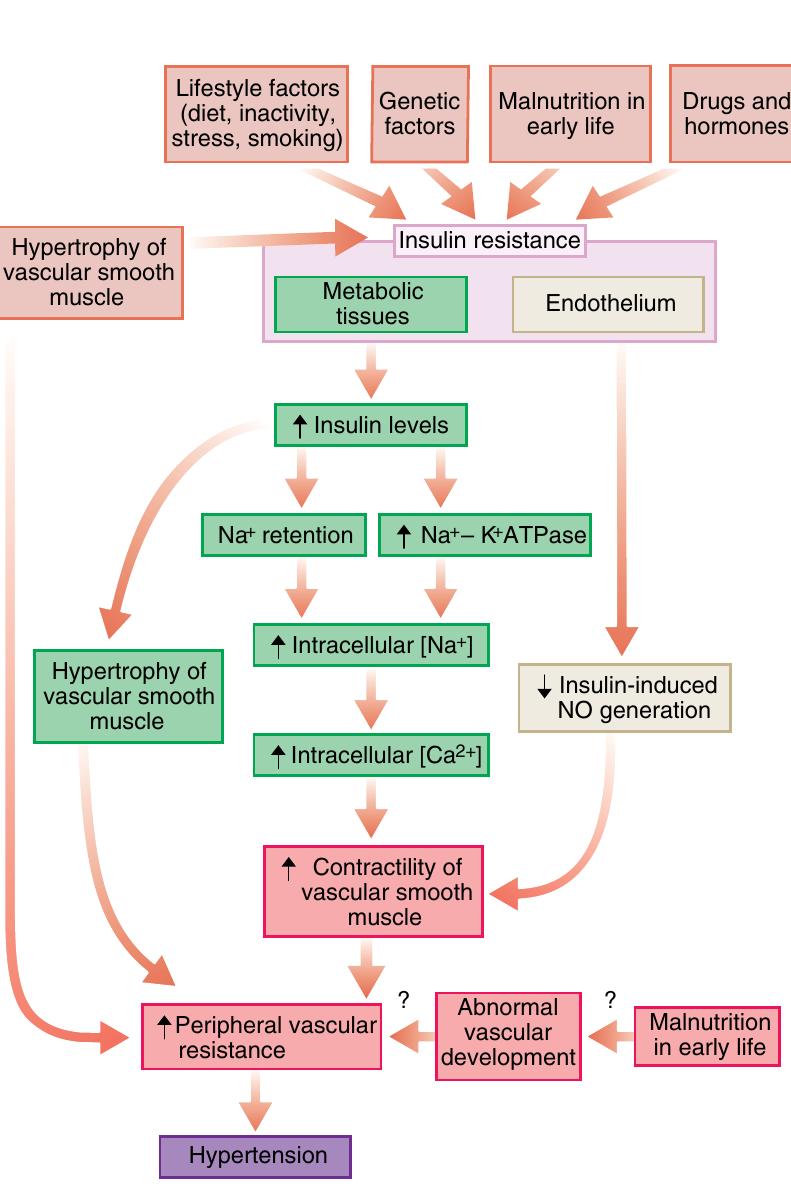 Lifestyle factors
(diet, inactivity,
stress, smoking)
Genetic
factors
Malnutrition in
early life
Drugs and
hormones
Hypertrophy of
vascular smooth
muscle
Insulin resistance
Metabolic
tissues
Endothelium
↑ Insulin levels
Na⁺ retention
↑ Na⁺– K⁺ATPase
↑ Intracellular [Na⁺]
Hypertrophy of
vascular smooth
muscle
↓ Insulin-induced
NO generation
↑ Intracellular [Ca²⁺]
↑ Contractility of
vascular smooth
muscle
? ?
↑ Peripheral vascular
resistance
Abnormal
vascular
development
Malnutrition
in early life
Hypertension